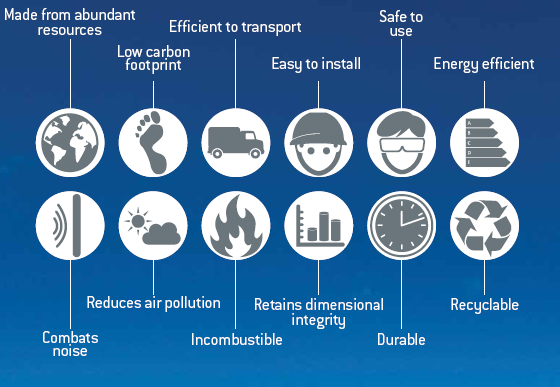 Made from abundant
resources
Low carbon
footprint
Efficient to transport
Easy to install
Safe to
use
Energy efficient
A
B
C
D
E
Combats
noise
Reduces air pollution
Incombustible
Retains dimensional
integrity
Durable
Recyclable